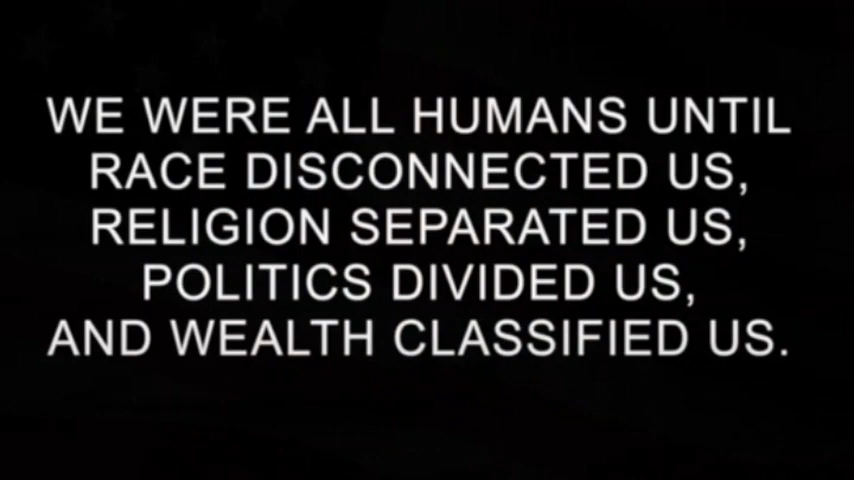 WE WERE ALL HUMANS UNTIL
RACE DISCONNECTED US,
RELIGION SEPARATED US,
POLITICS DIVIDED US,
AND WEALTH CLASSIFIED US.